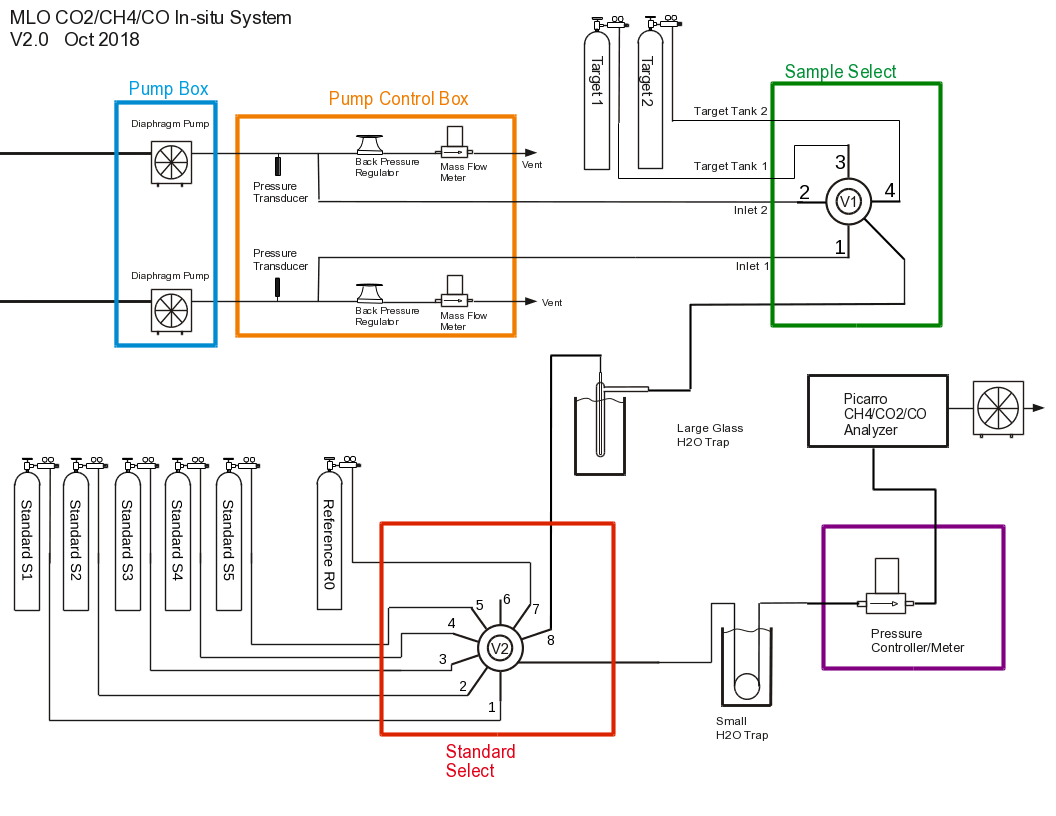 MLO CO2/CH4/CO In-situ System
V2.0 Oct 2018
Pump Box
Diaphragm Pump
Diaphragm Pump
Pump Control Box
Pressure
Transducer
Back Pressure
Regulator
Mass Flow
Meter
Vent
Pressure
Transducer
Back Pressure
Regulator
Mass Flow
Meter
Vent
Target 1
Target 2
Sample Select
Target Tank 2
Target Tank 1
Inlet 2
Inlet 1
3
2
4
V1
1
Large Glass
H2O Trap
Picarro
CH4/CO2/CO
Analyzer
Standard S1
Standard S2
Standard S3
Standard S4
Standard S5
Reference R0
5
6
7
4
8
3
V2
2
1
Standard
Select
Small
H2O Trap
Pressure
Controller/Meter